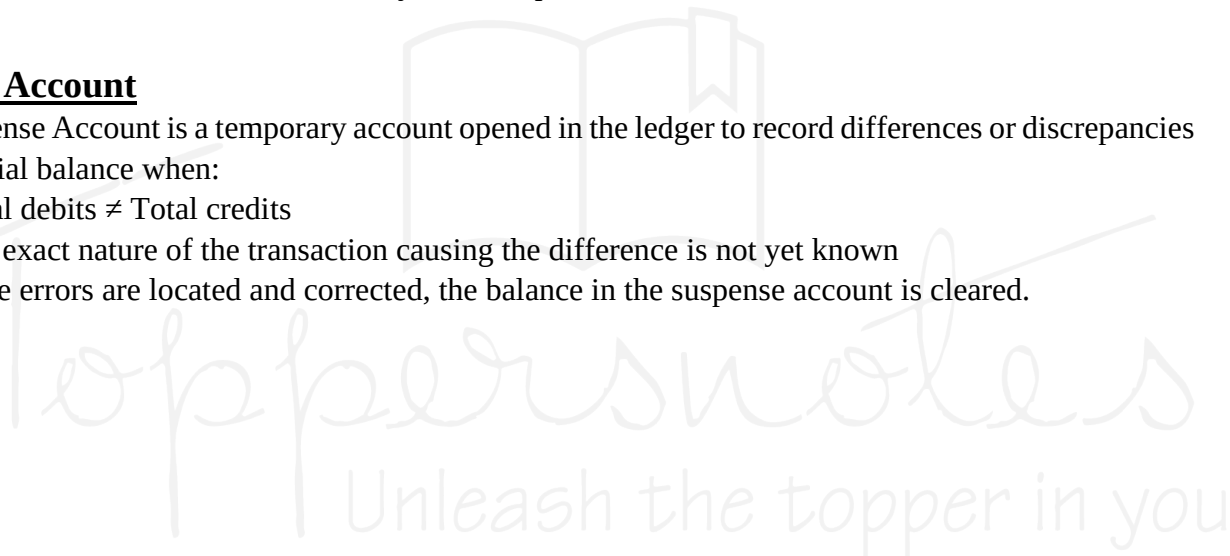 Account
ense Account is a temporary account opened in the ledger to record differences or discrepancies
ial balance when:
al debits ≠ Total credits
exact nature of the transaction causing the difference is not yet known
e errors are located and corrected, the balance in the suspense account is cleared.
Toppersnotes
Unleash the topper in you